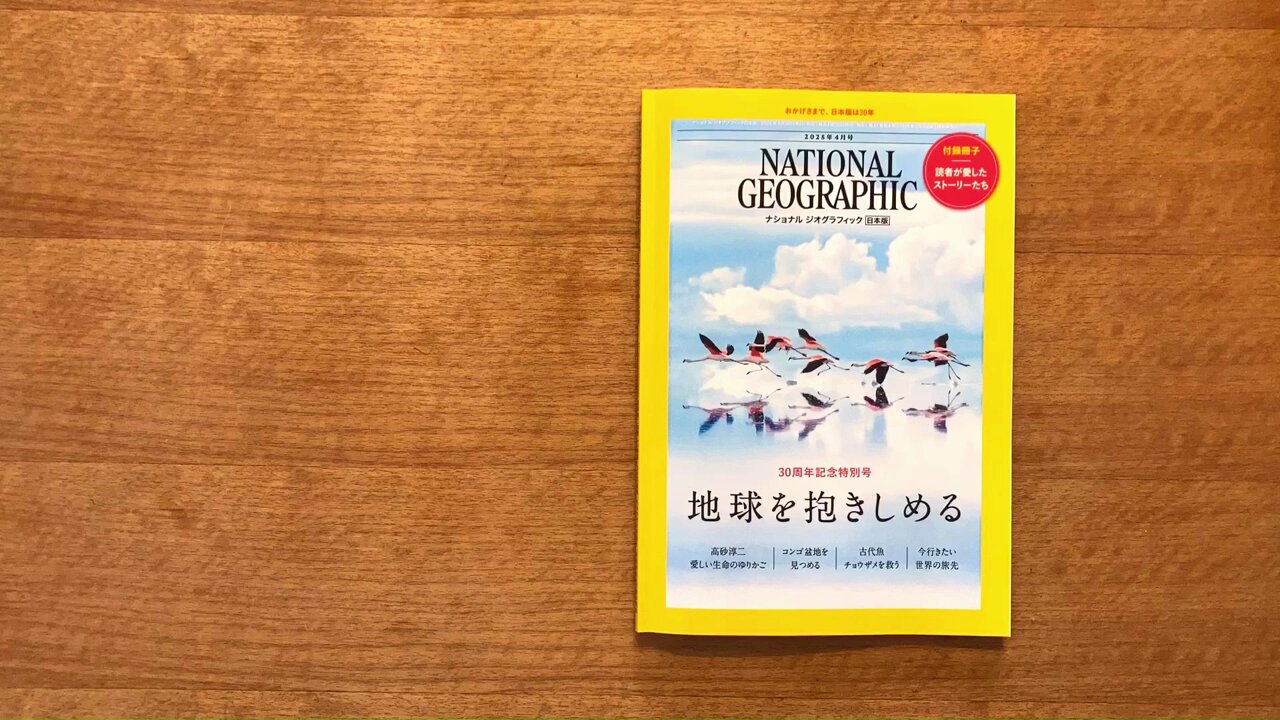 おかげさまで、日本版は30年
2025年4月号
NATIONAL
GEOGRAPHIC
ナショナル ジオグラフィック 日本版
付録冊子
読者が愛した
ストーリーたち
30周年記念特別号
地球を抱きしめる
高砂淳二
愛しい生命のゆりかご
コンゴ盆地を
見つめる
古代魚
チョウザメを救う
今行きたい
世界の旅先